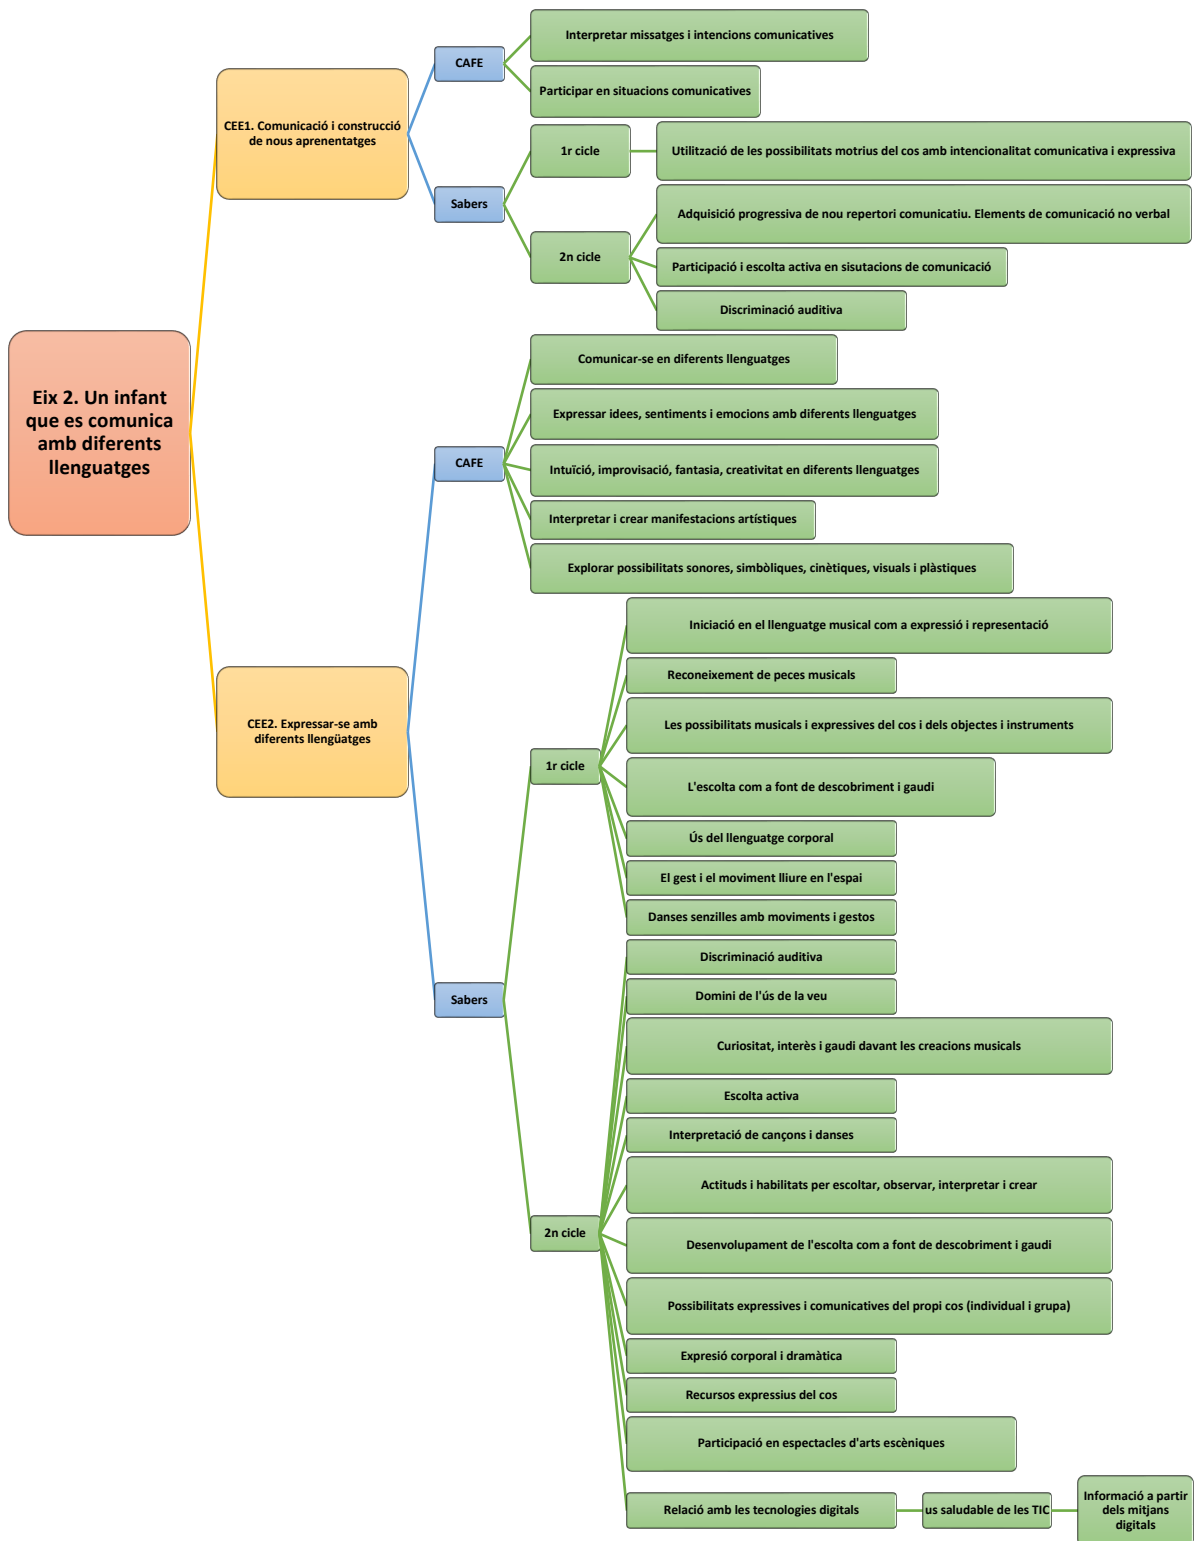 Eix 2. Un infant
que es comunica
amb diferents
llenguatges
CEE1. Comunicació i construcció
de nous aprenentatges
CAFE
Interpretar missatges i intencions comunicatives
Participar en situacions comunicatives
Sabers
1r cicle
Utilització de les possibilitats motrius del cos amb intencionalitat comunicativa i expressiva
2n cicle
Adquisició progressiva de nou repertori comunicatiu. Elements de comunicació no verbal
Participació i escolta activa en sisutacions de comunicació
Discriminació auditiva
CEE2. Expressar-se amb
diferents llengüatges
CAFE
Comunicar-se en diferents llenguatges
Expressar idees, sentiments i emocions amb diferents llenguatges
Intuïció, improvisació, fantasia, creativitat en diferents Llenguatges
Interpretar i crear manifestacions artístiques
Explorar possibilitats sonores, simbòliques, cinètiques, visuals i plàstiques
Sabers
1r cicle
Iniciació en el llenguatge musical com a expressió i representació
Reconeixement de peces musicals
Les possibilitats musicals i expressives del cos i dels objectes i instruments
L'escolta com a font de descobriment i gaudi
Ús del llenguatge corporal
El gest i el moviment lliure en l'espai
Danses senzilles amb moviments i gestos
2n cicle
Discriminació auditiva
Domini de l'ús de la veu
Curiositat, interès i gaudi davant les creacions musicals
Escolta activa
Interpretació de cançons i danses
Actituds i habilitats per escoltar, observar, interpretar i crear
Desenvolupament de l'escolta com a font de descobriment i gaudi
Possibilitats expressives i comunicatives del propi cos (individual i grupa)
Expresió corporal i dramàtica
Recursos expressius del cos
Participació en espectacles d'arts escèniques
Relació amb les tecnologies digitals
us saludable de les TIC
Informació a partir
dels mitjans
digitals